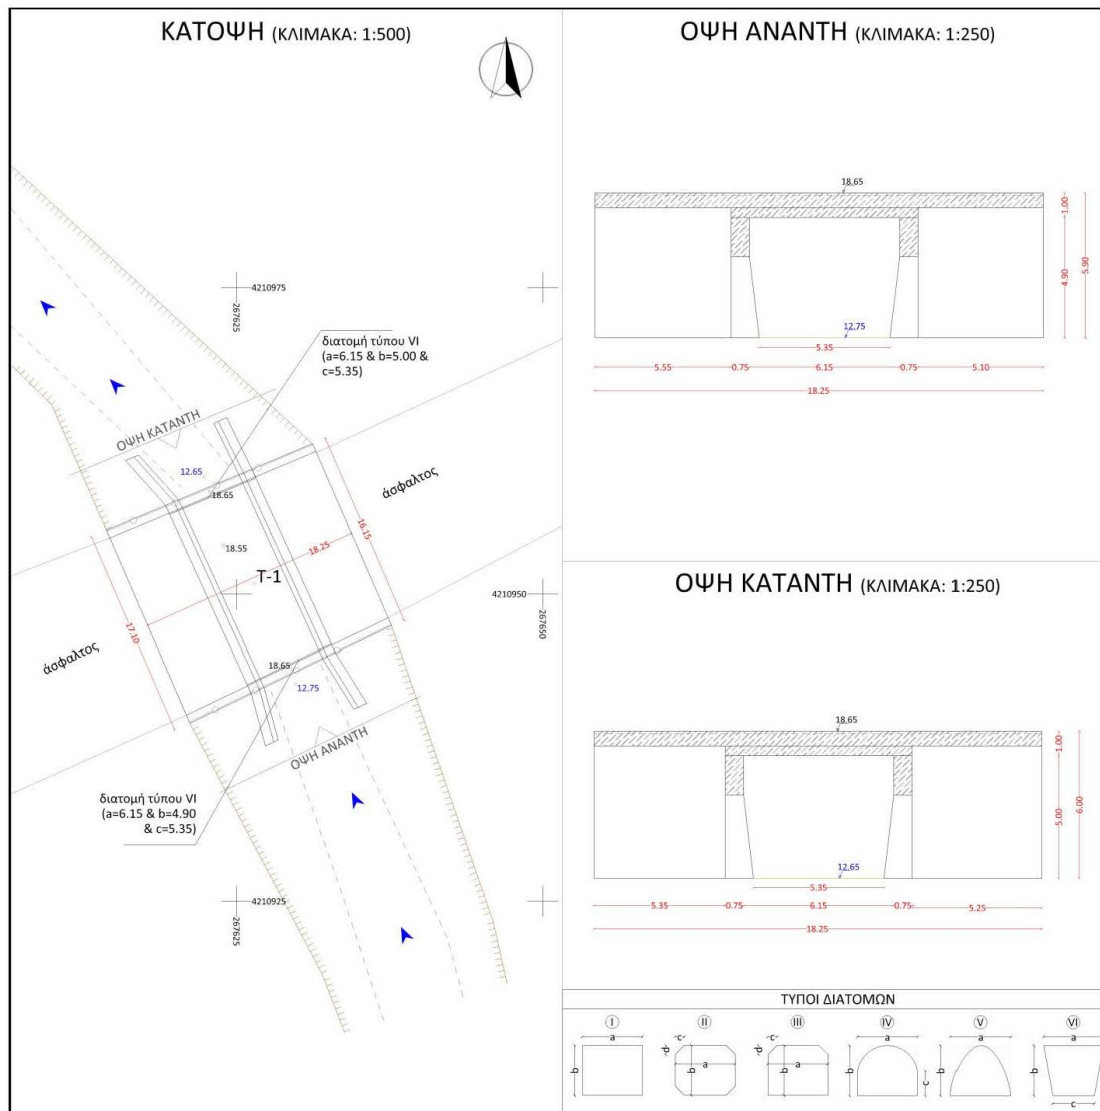 ΚΑΤΟΨΗ (ΚΛΙΜΑΚΑ: 1:500)
4210975
267625
διατομή τύπου VI
(a=6.15 & b=5.00 &
c=5.35)
ΟΨΗ ΚΑΤΑΝΤΗ
12.65
18.65
άσφαλτος
16.15
18.55
18.25
T-1
4210950
267650
17.10
άσφαλτος
18.65
12.75
ΟΨΗ ΑΝΑΝΤΗ
διατομή τύπου VI
(a=6.15 & b=4.90
& c=5.35)
4210925
267625
ΟΨΗ ΑΝΑΝΤΗ (ΚΛΙΜΑΚΑ: 1:250)
18.65
1.00
4.90
5.90
12.75
5.35
5.55 0.75 6.15 0.75 5.10
18.25
ΟΨΗ ΚΑΤΑΝΤΗ (ΚΛΙΜΑΚΑ: 1:250)
18.65
1.00
5.00
6.00
12.65
5.35
5.35 0.75 6.15 0.75 5.25
18.25
ΤΥΠΟΙ ΔΙΑΤΟΜΩΝ
I II III IV V VI
a b
c d a b
c d a b
a b c
a b
a b c